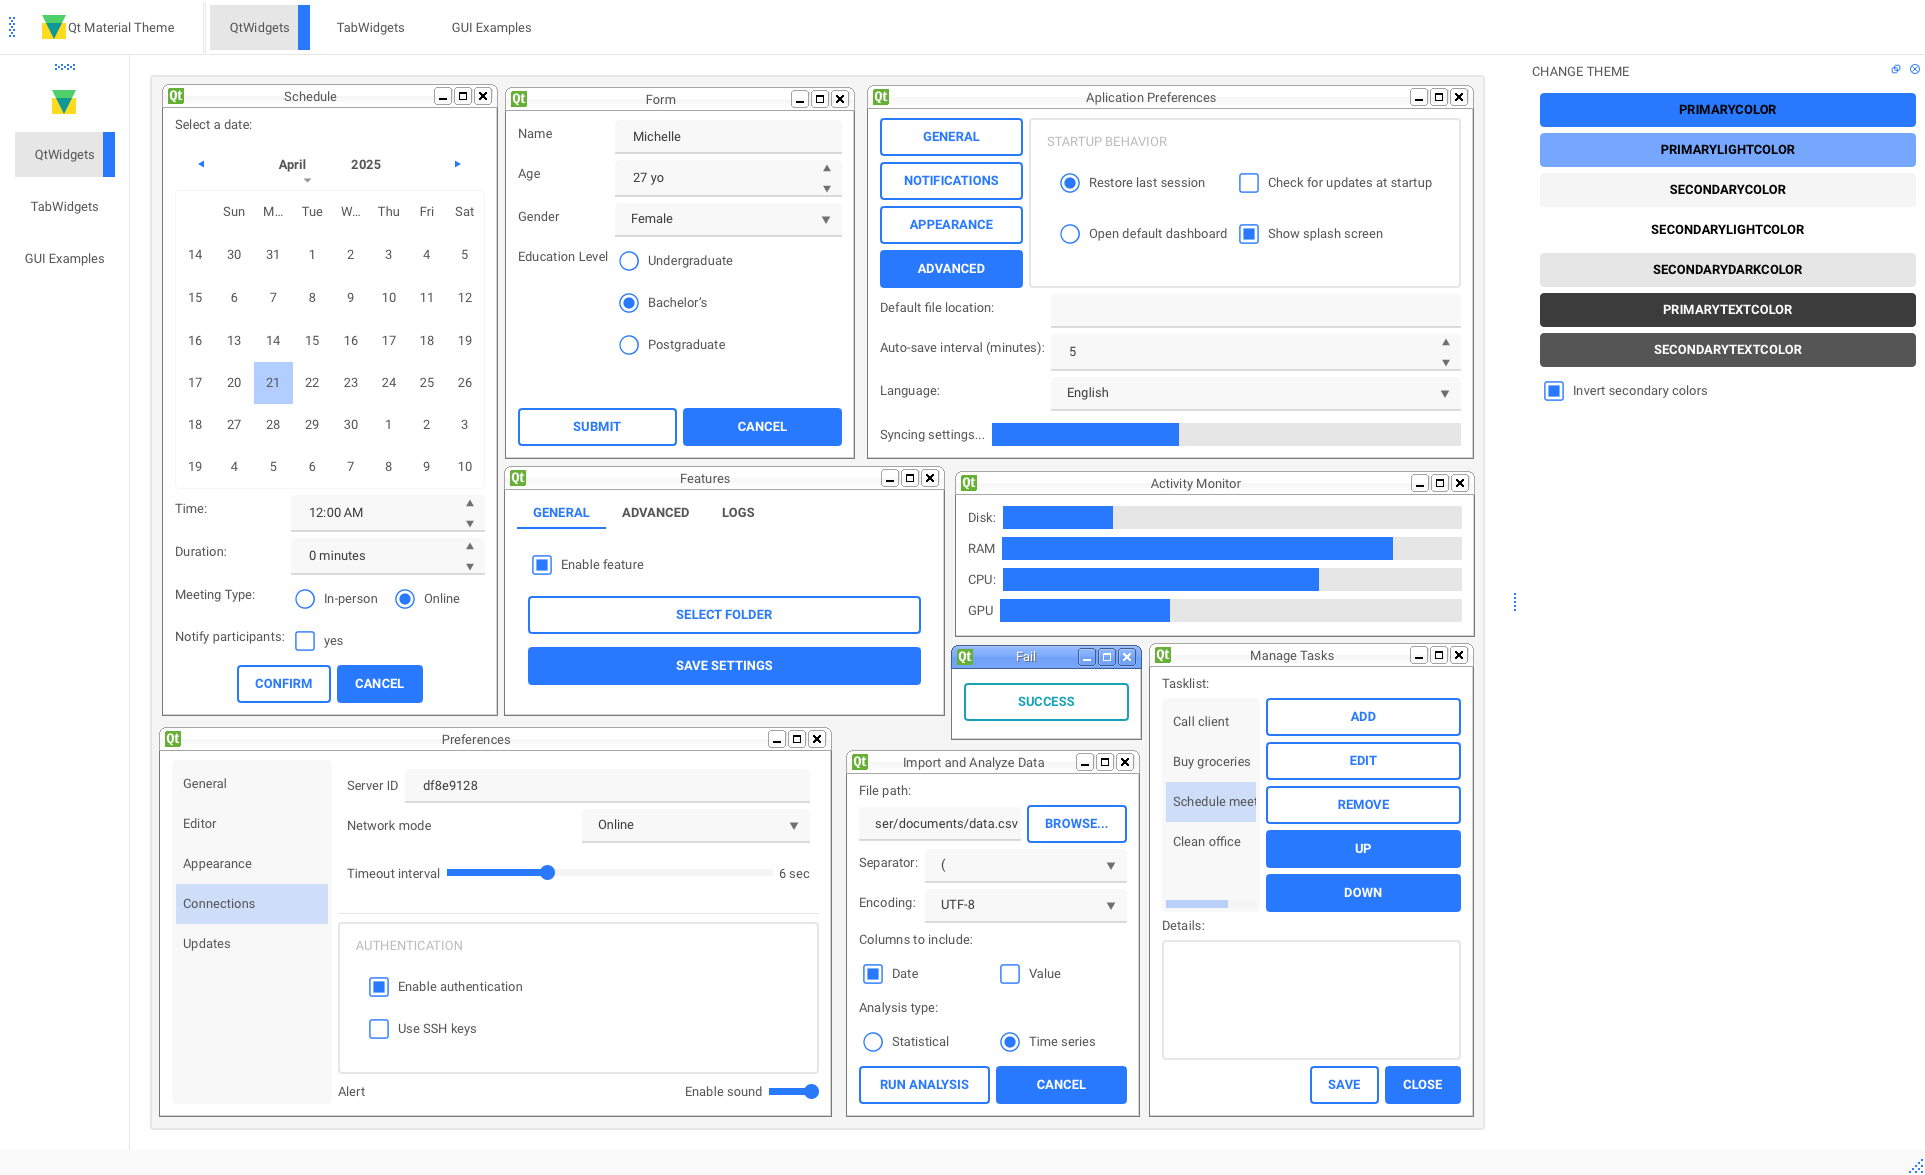 Qt Material Theme
QtWidgets
TabWidgets
GUI Examples
QtWidgets
TabWidgets
GUI Examples
Qt
Schedule
Select a date:
April 2025
Sun M... Tue W... Thu Fri Sat
14 30 31 1 2 3 4 5
15 6 7 8 9 10 11 12
16 13 14 15 16 17 18 19
17 20 21 22 23 24 25 26
18 27 28 29 30 1 2 3
19 4 5 6 7 8 9 10
Time: 12:00 AM
Duration: 0 minutes
Meeting Type: In-person Online
Notify participants: yes
CONFIRM CANCEL
Qt
Form
Name Michelle
Age 27 yo
Gender Female
Education Level Undergraduate
Bachelor's
Postgraduate
SUBMIT CANCEL
Qt
Aplication Preferences
GENERAL
NOTIFICATIONS
APPEARANCE
ADVANCED
STARTUP BEHAVIOR
Restore last session Check for updates at startup
Open default dashboard Show splash screen
Default file location:
Auto-save interval (minutes): 5
Language: English
Syncing settings...
Qt
Features
GENERAL ADVANCED LOGS
Enable feature
SELECT FOLDER
SAVE SETTINGS
Qt
Activity Monitor
Disk:
RAM
CPU:
GPU
Qt
Fail
SUCCESS
Qt
Manage Tasks
Tasklist:
Call client
Buy groceries
Schedule meet
Clean office
ADD
EDIT
REMOVE
UP
DOWN
Details:
SAVE CLOSE
Qt
Preferences
General
Editor
Appearance
Connections
Updates
Server ID df8e9128
Network mode Online
Timeout interval 6 sec
AUTHENTICATION
Enable authentication
Use SSH keys
Alert Enable sound
Qt
Import and Analyze Data
File path:
ser/documents/data.csv BROWSE...
Separator: (
Encoding: UTF-8
Columns to include:
Date Value
Analysis type:
Statistical Time series
RUN ANALYSIS CANCEL
CHANGE THEME
PRIMARYCOLOR
PRIMARYLIGHTCOLOR
SECONDARYCOLOR
SECONDARYLIGHTCOLOR
SECONDARYDARKCOLOR
PRIMARYTEXTCOLOR
SECONDARYTEXTCOLOR
Invert secondary colors